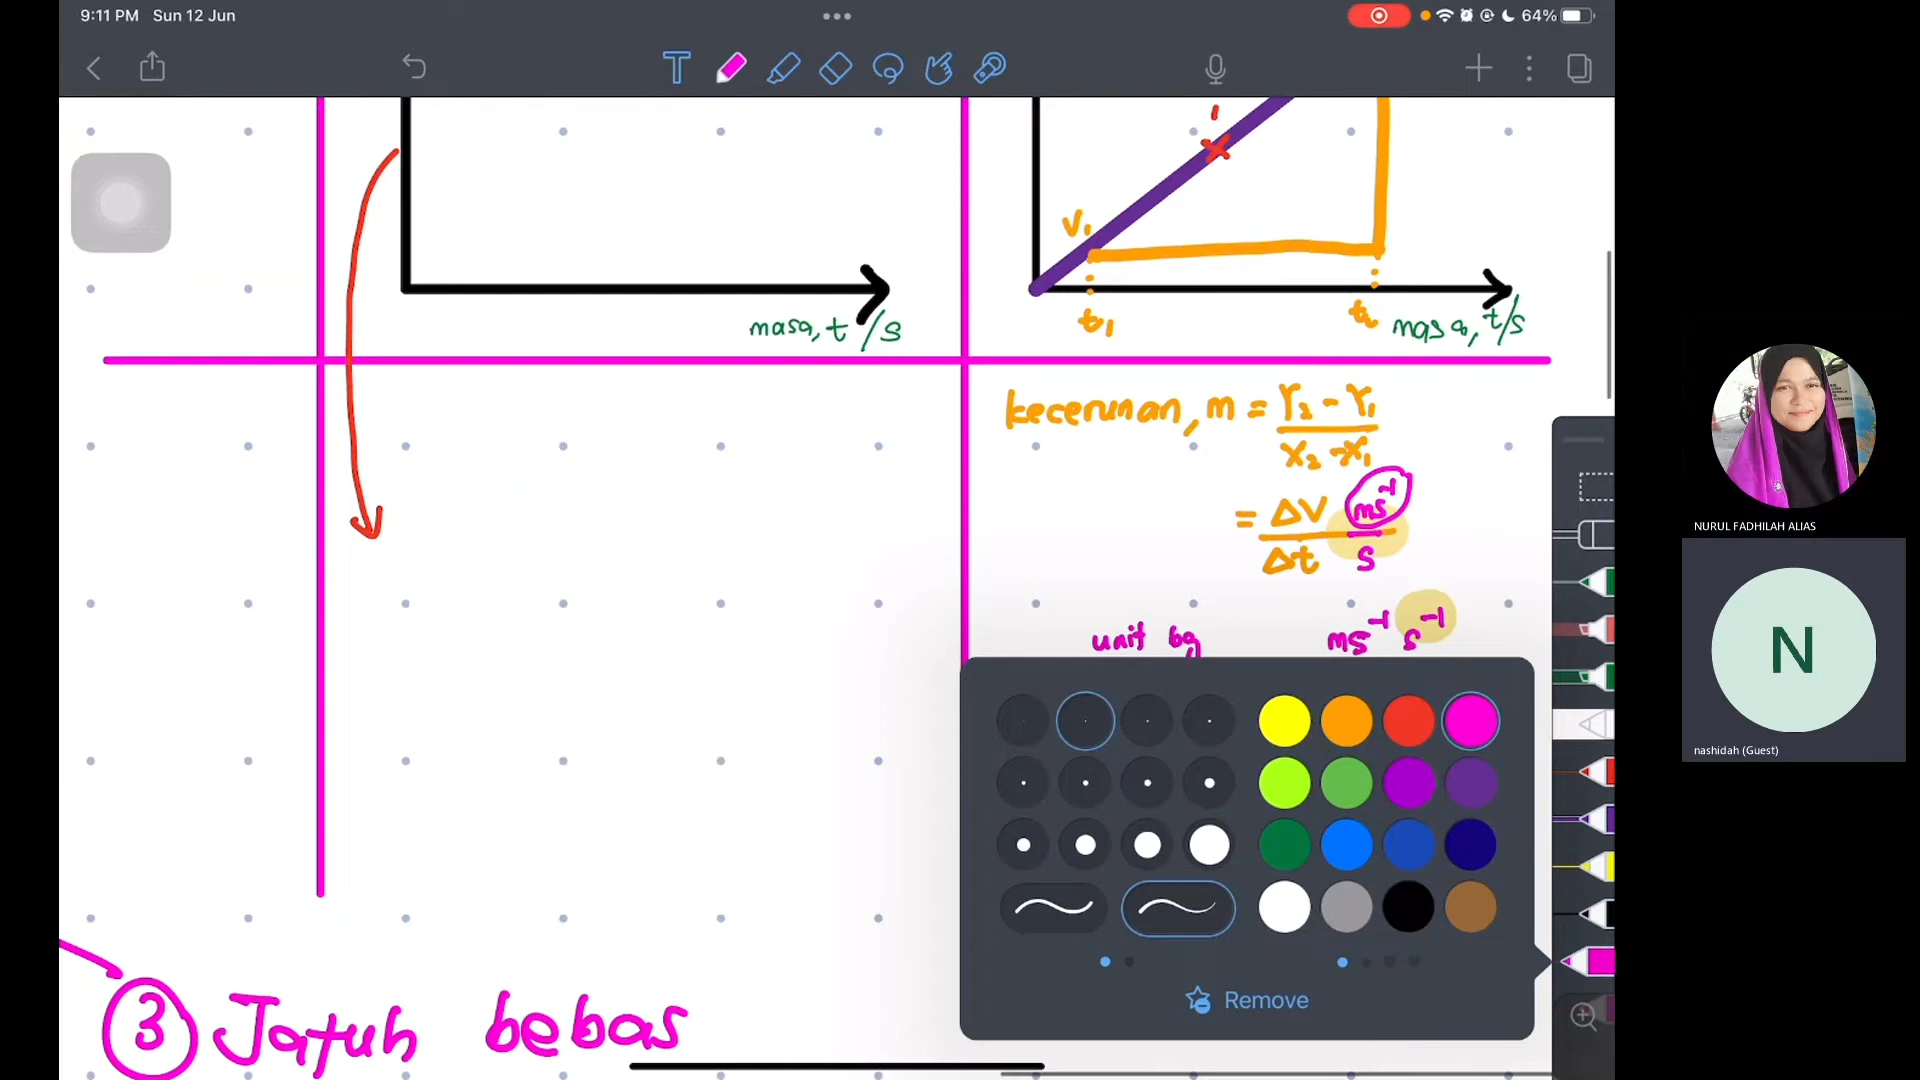 9:11 PM Sun 12 Jun
64%
T
V₁
t₁
t₂
masa, t/s
masa, t/s
kecerunan, m = Y₂ - Y₁
X₂ - X₁
= ΔV ms⁻¹
Δt s
unit bg
ms⁻¹ s⁻¹
Remove
③ Jatuh bebas
NURUL FADHILAH ALIAS
N
nashidah (Guest)